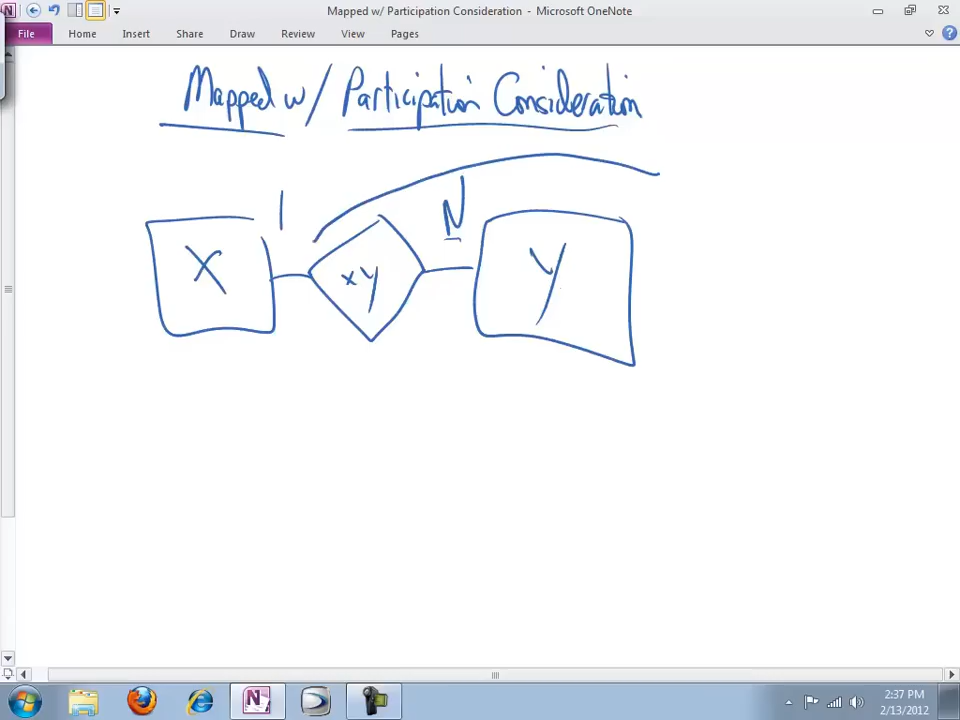 Mapped w/ Participation Consideration - Microsoft OneNote
File Home Insert Share Draw Review View Pages
Mapped w/ Participation Consideration
1 N
X xy Y
2:37 PM
2/13/2012